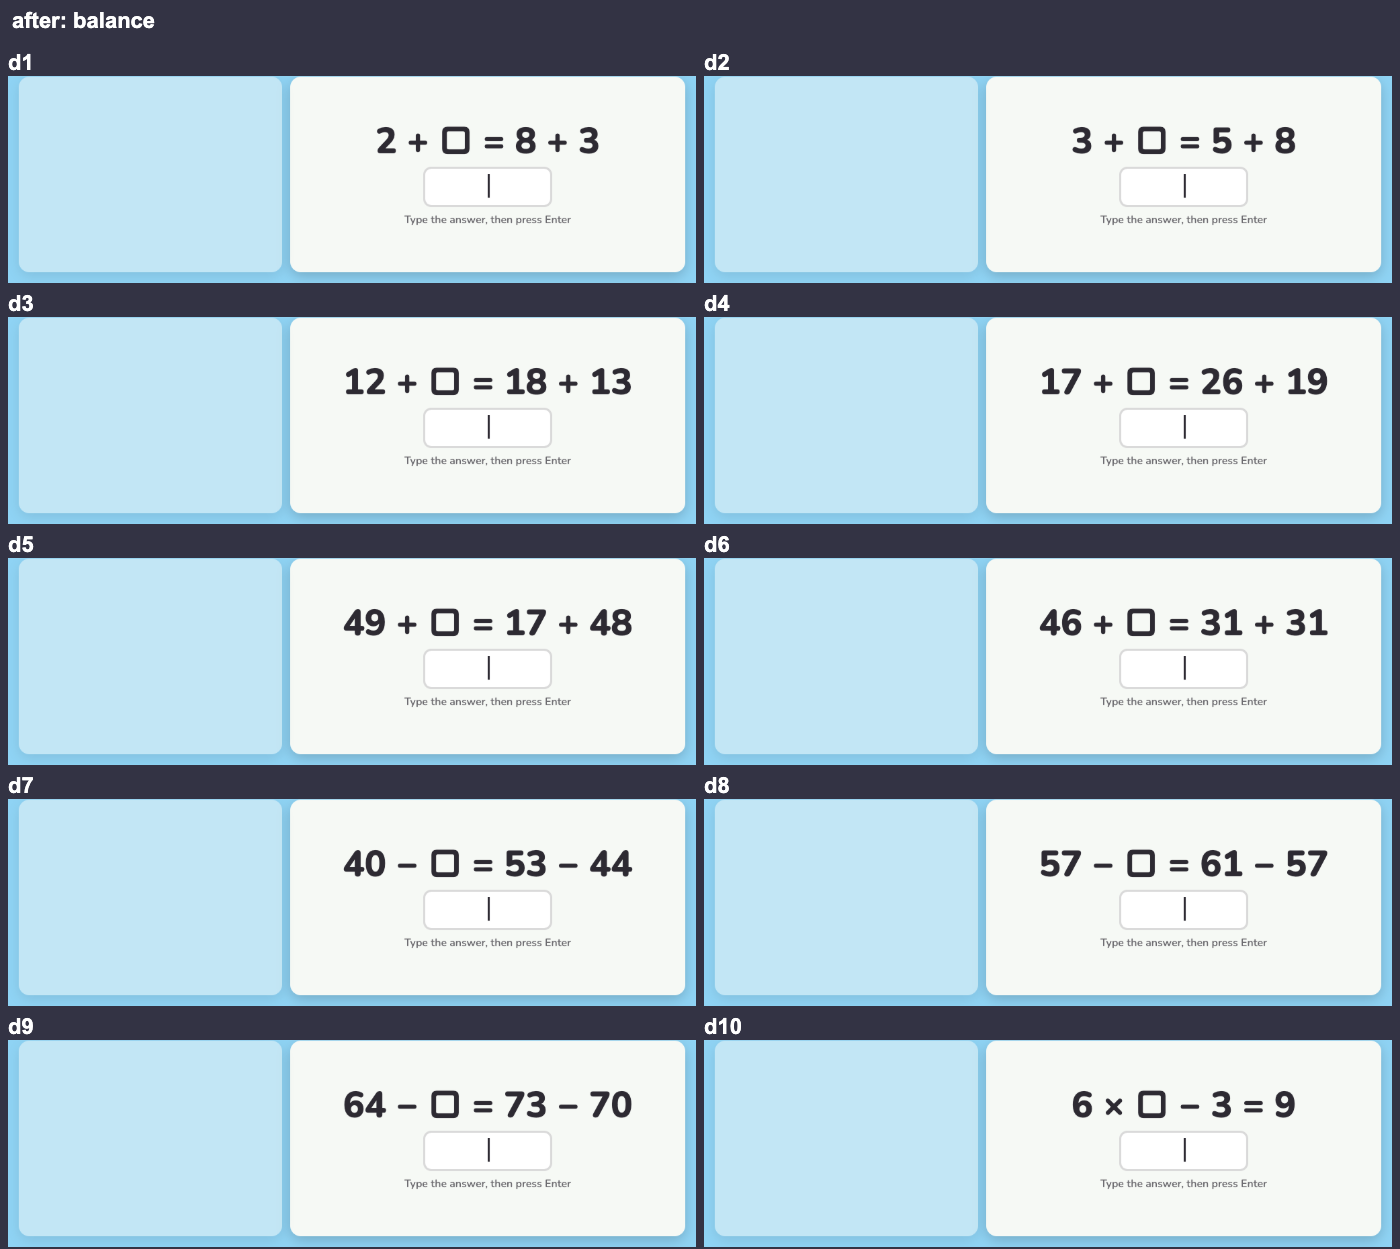 after: balance
d1
2 + □ = 8 + 3
Type the answer, then press Enter
d2
3 + □ = 5 + 8
Type the answer, then press Enter
d3
12 + □ = 18 + 13
Type the answer, then press Enter
d4
17 + □ = 26 + 19
Type the answer, then press Enter
d5
49 + □ = 17 + 48
Type the answer, then press Enter
d6
46 + □ = 31 + 31
Type the answer, then press Enter
d7
40 − □ = 53 − 44
Type the answer, then press Enter
d8
57 − □ = 61 − 57
Type the answer, then press Enter
d9
64 − □ = 73 − 70
Type the answer, then press Enter
d10
6 × □ − 3 = 9
Type the answer, then press Enter